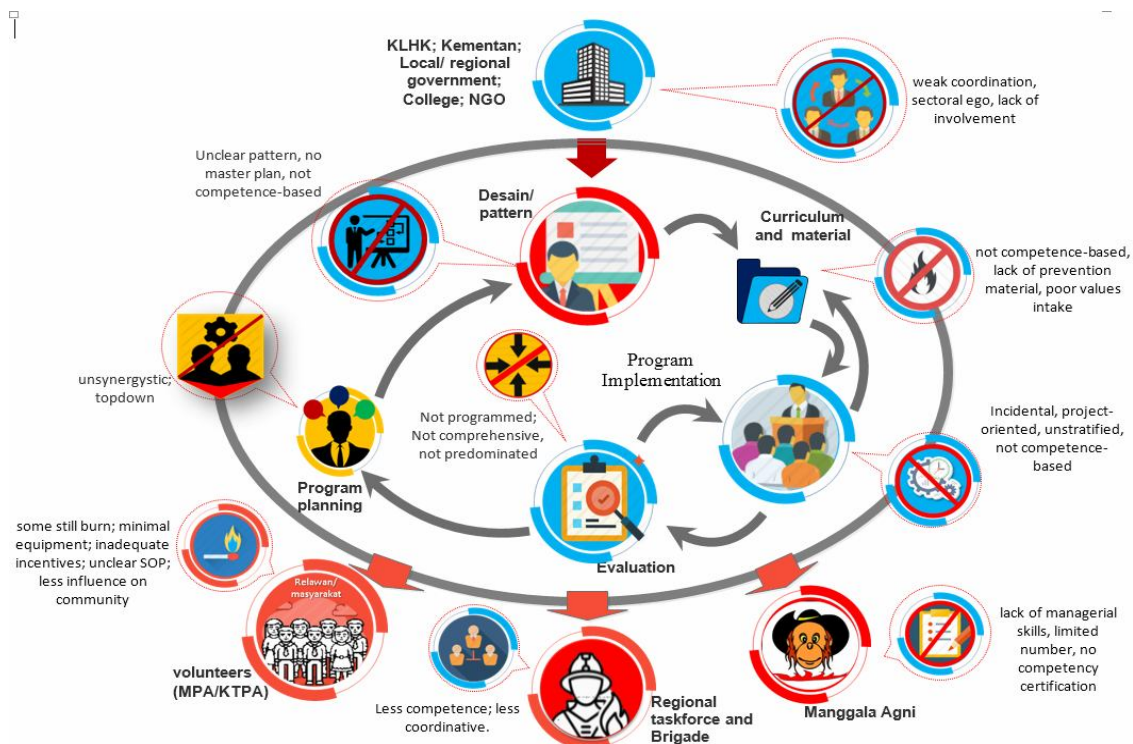 KLHK; Kementan;
Local/ regional
government;
College; NGO
weak coordination,
sectoral ego, lack of
involvement
Unclear pattern, no
master plan, not
competence-based
Desain/
pattern
Curriculum
and material
not competence-based,
lack of prevention
material, poor values
intake
unsynergystic;
topdown
Program
planning
Not programmed;
Not comprehensive,
not predominated
Program
Implementation
Incidental, project-
oriented, unstratified,
not competence-
based
Evaluation
some still burn; minimal
equipment; inadequate
incentives; unclear SOP;
less influence on
community
Relawan/
masyarakat
volunteers
(MPA/KTPA)
Less competence; less
coordinative.
Regional
taskforce and
Brigade
Manggala Agni
lack of managerial
skills, limited
number, no
competency
certification